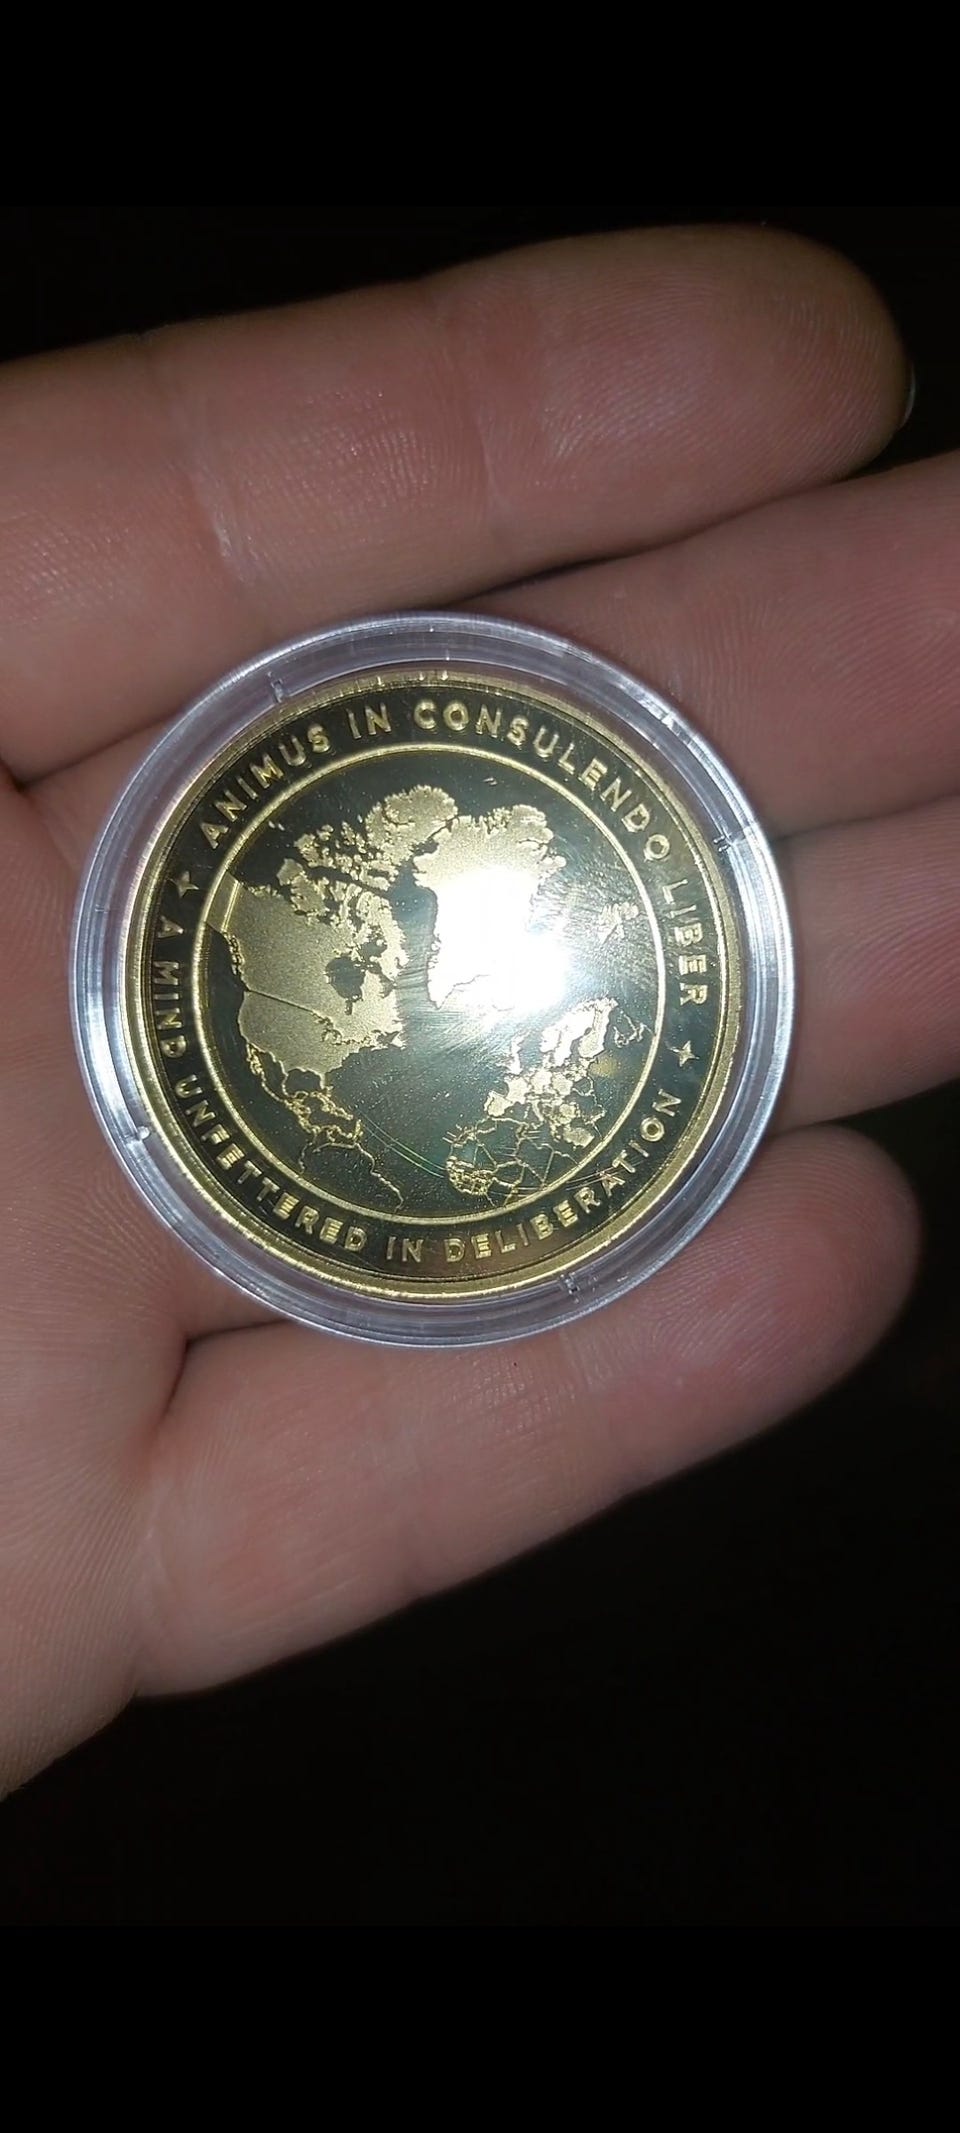 ANIMUS IN CONSULENDO LIBER
A MIND UNFETTERED IN DELIBERATION